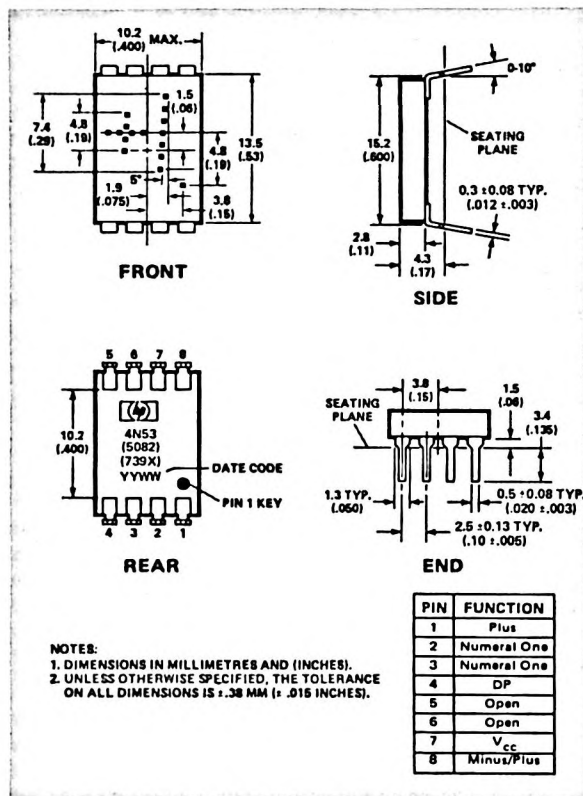 10.2
(.400)
MAX.
7.4
(.29)
4.8
(.19)
1.5
(.06)
4.8
(.19)
13.5
(.53)
5°
1.9
(.075)
3.8
(.15)
FRONT
0-10°
15.2
(.600)
SEATING
PLANE
0.3 ±0.08 TYP.
(.012 ±.003)
2.8
(.11)
4.3
(.17)
SIDE
5 6 7 8
10.2
(.400)
hp
4N53
(5082)
(739X)
YYWW
DATE CODE
PIN 1 KEY
4 3 2 1
REAR
3.8
(.15)
SEATING
PLANE
1.5
(.06)
3.4
(.135)
1.3 TYP.
(.050)
0.5 ±0.08 TYP.
(.020 ±.003)
2.5 ±0.13 TYP.
(.10 ±.005)
END
NOTES:
1. DIMENSIONS IN MILLIMETRES AND (INCHES).
2. UNLESS OTHERWISE SPECIFIED, THE TOLERANCE
ON ALL DIMENSIONS IS ±.38 MM (± .015 INCHES).
PIN FUNCTION
1 Plus
2 Numeral One
3 Numeral One
4 DP
5 Open
6 Open
7 Vcc
8 Minus/Plus